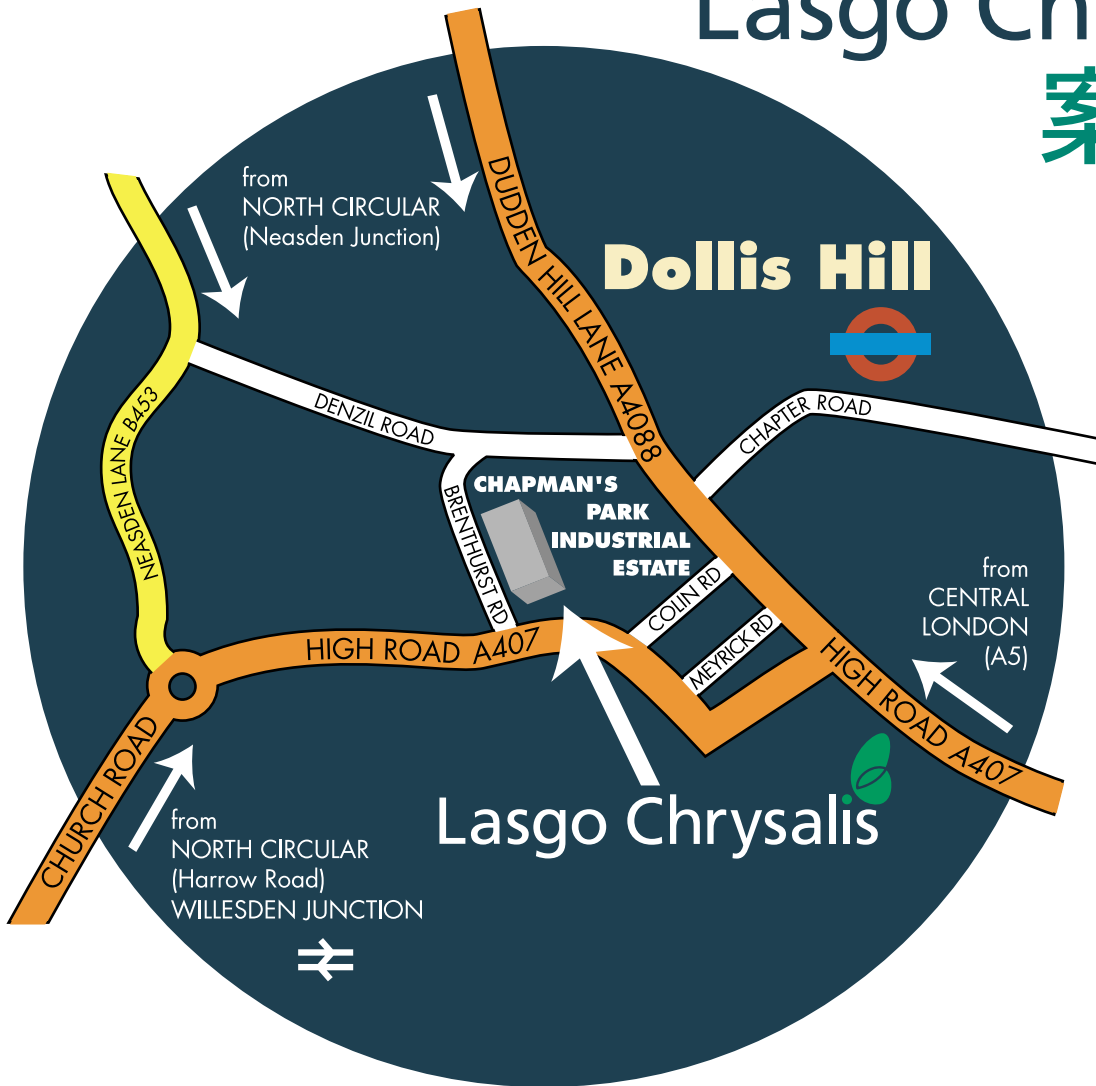 Lasgo Ch
案
from
NORTH CIRCULAR
(Neasden Junction)
DUDDEN HILL LANE A4088
Dollis Hill
NEASDEN LANE B453
DENZIL ROAD
CHAPTER ROAD
BRENTHURST RD
CHAPMAN'S
PARK
INDUSTRIAL
ESTATE
COLIN RD
MEYRICK RD
from
CENTRAL
LONDON
(A5)
HIGH ROAD A407
HIGH ROAD A407
CHURCH ROAD
Lasgo Chrysalis
from
NORTH CIRCULAR
(Harrow Road)
WILLESDEN JUNCTION